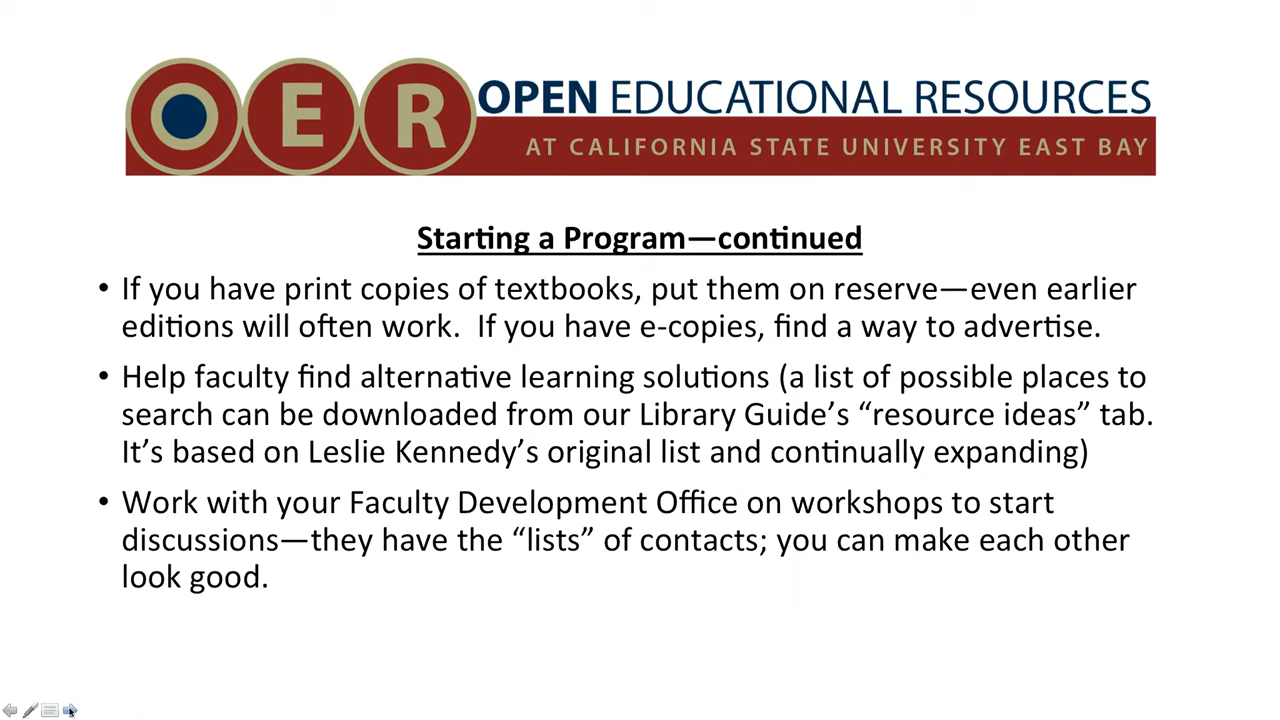 OER OPEN EDUCATIONAL RESOURCES
AT CALIFORNIA STATE UNIVERSITY EAST BAY
Starting a Program—continued
• If you have print copies of textbooks, put them on reserve—even earlier
editions will often work.  If you have e-copies, find a way to advertise.
• Help faculty find alternative learning solutions (a list of possible places to
search can be downloaded from our Library Guide’s “resource ideas” tab.
It’s based on Leslie Kennedy’s original list and continually expanding)
• Work with your Faculty Development Office on workshops to start
discussions—they have the “lists” of contacts; you can make each other
look good.